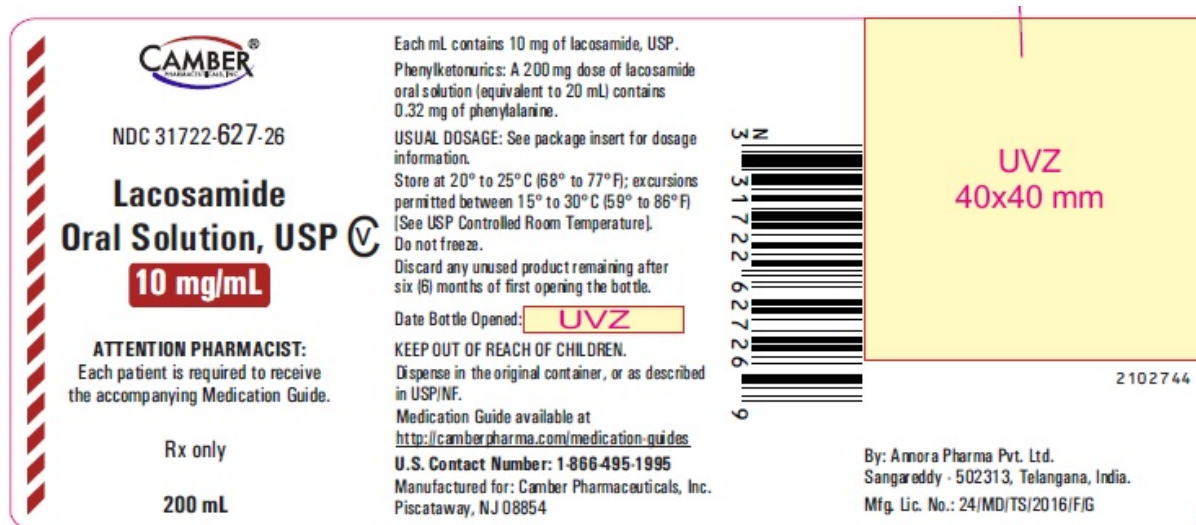 CAMBER®
PHARMACEUTICALS, INC.
NDC 31722-627-26
Lacosamide
Oral Solution, USP CV
10 mg/mL
ATTENTION PHARMACIST:
Each patient is required to receive
the accompanying Medication Guide.
Rx only
200 mL
Each mL contains 10 mg of lacosamide, USP.
Phenylketonurics: A 200 mg dose of lacosamide
oral solution (equivalent to 20 mL) contains
0.32 mg of phenylalanine.
USUAL DOSAGE: See package insert for dosage
information.
Store at 20° to 25°C (68° to 77°F); excursions
permitted between 15° to 30°C (59° to 86°F)
[See USP Controlled Room Temperature].
Do not freeze.
Discard any unused product remaining after
six (6) months of first opening the bottle.
Date Bottle Opened: UVZ
KEEP OUT OF REACH OF CHILDREN.
Dispense in the original container, or as described
in USP/NF.
Medication Guide available at
http://camberpharma.com/medication-guides
U.S. Contact Number: 1-866-495-1995
Manufactured for: Camber Pharmaceuticals, Inc.
Piscataway, NJ 08854
N
3 31722 62726 9
UVZ
40x40 mm
2102744
By: Annora Pharma Pvt. Ltd.
Sangareddy - 502313, Telangana, India.
Mfg. Lic. No.: 24/MD/TS/2016/F/G